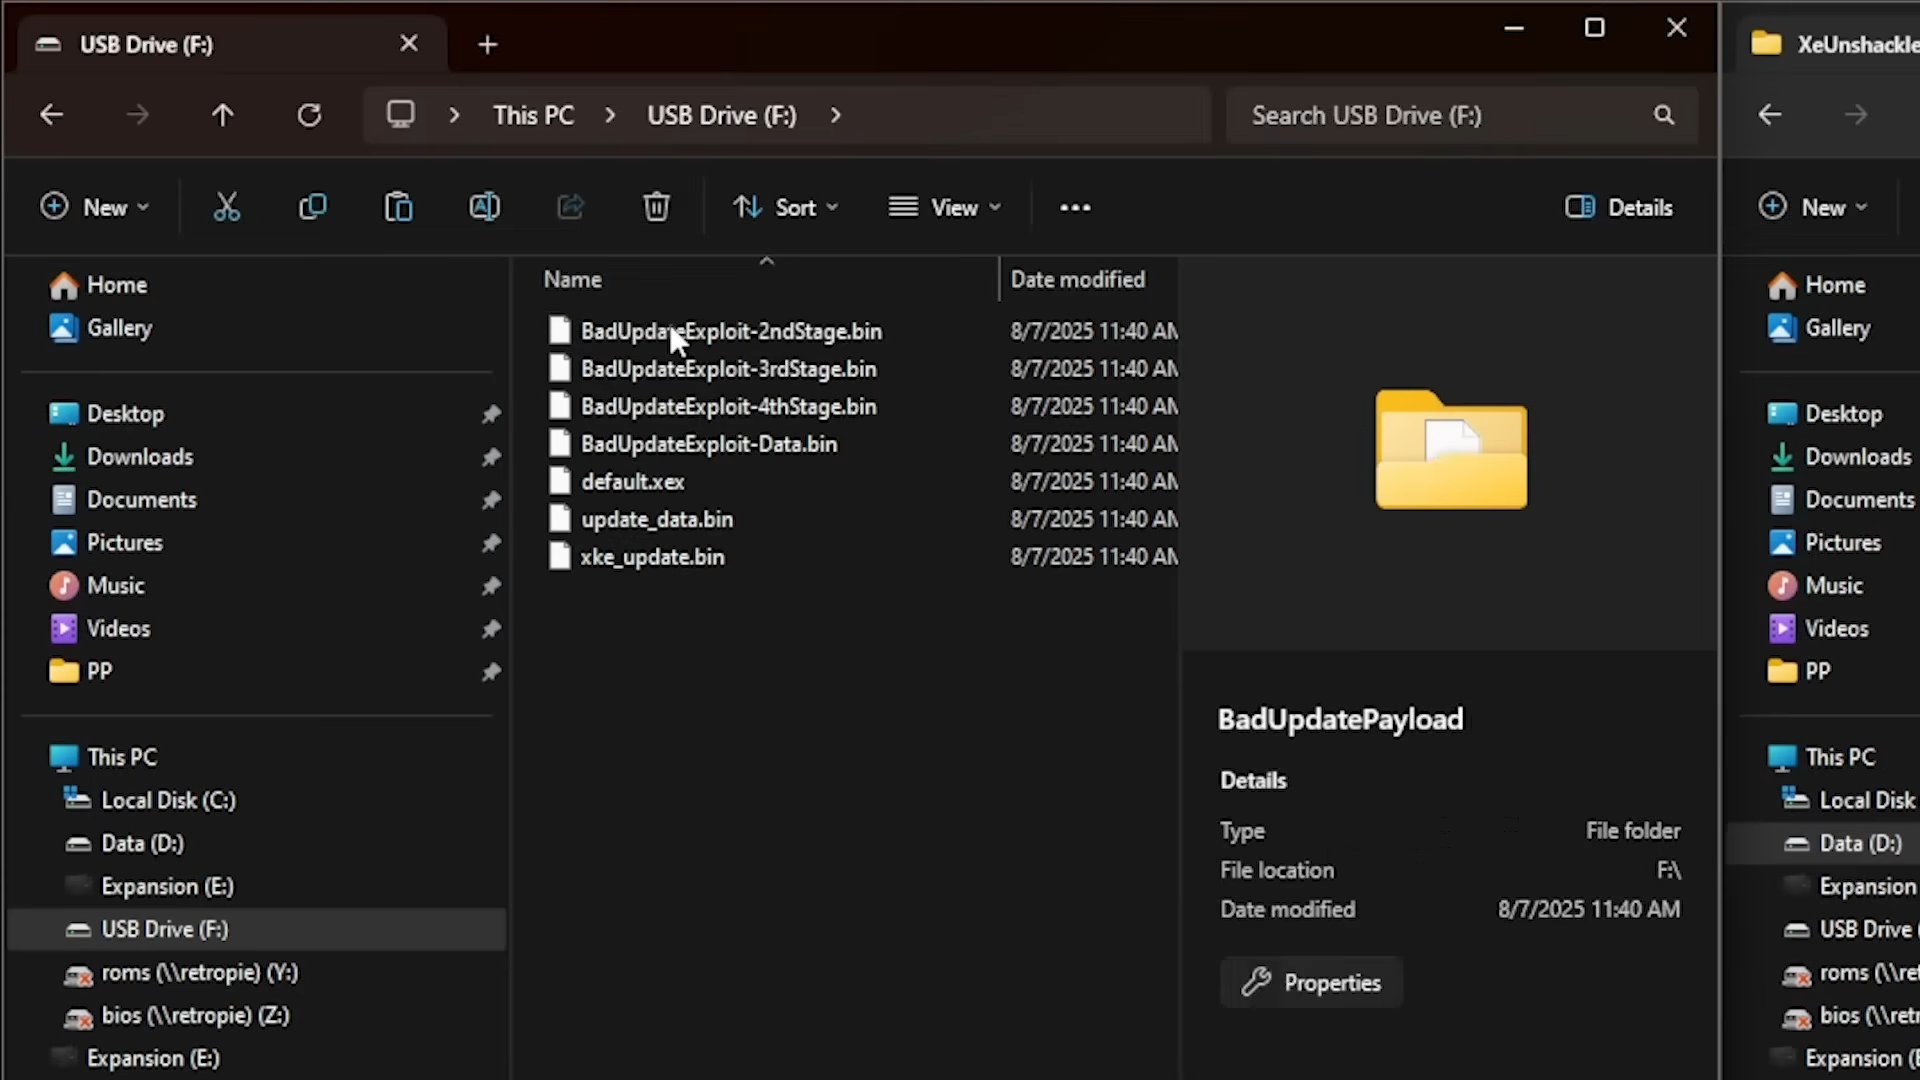 USB Drive (F:)
This PC
USB Drive (F:)
Search USB Drive (F:)
New
Sort
View
Details
Home
Gallery
Desktop
Downloads
Documents
Pictures
Music
Videos
PP
This PC
Local Disk (C:)
Data (D:)
Expansion (E:)
USB Drive (F:)
roms (\\retropie) (Y:)
bios (\\retropie) (Z:)
Expansion (E:)
Name Date modified
BadUpdateExploit-2ndStage.bin 8/7/2025 11:40 AM
BadUpdateExploit-3rdStage.bin 8/7/2025 11:40 AM
BadUpdateExploit-4thStage.bin 8/7/2025 11:40 AM
BadUpdateExploit-Data.bin 8/7/2025 11:40 AM
default.xex 8/7/2025 11:40 AM
update_data.bin 8/7/2025 11:40 AM
xke_update.bin 8/7/2025 11:40 AM
BadUpdatePayload
Details
Type File folder
File location F:\
Date modified 8/7/2025 11:40 AM
Properties
XeUnshackle
New
Home
Gallery
Desktop
Downloads
Documents
Pictures
Music
Videos
PP
This PC
Local Disk
Data (D:)
Expansion
USB Drive
roms (\\ret
bios (\\retr
Expansion (E